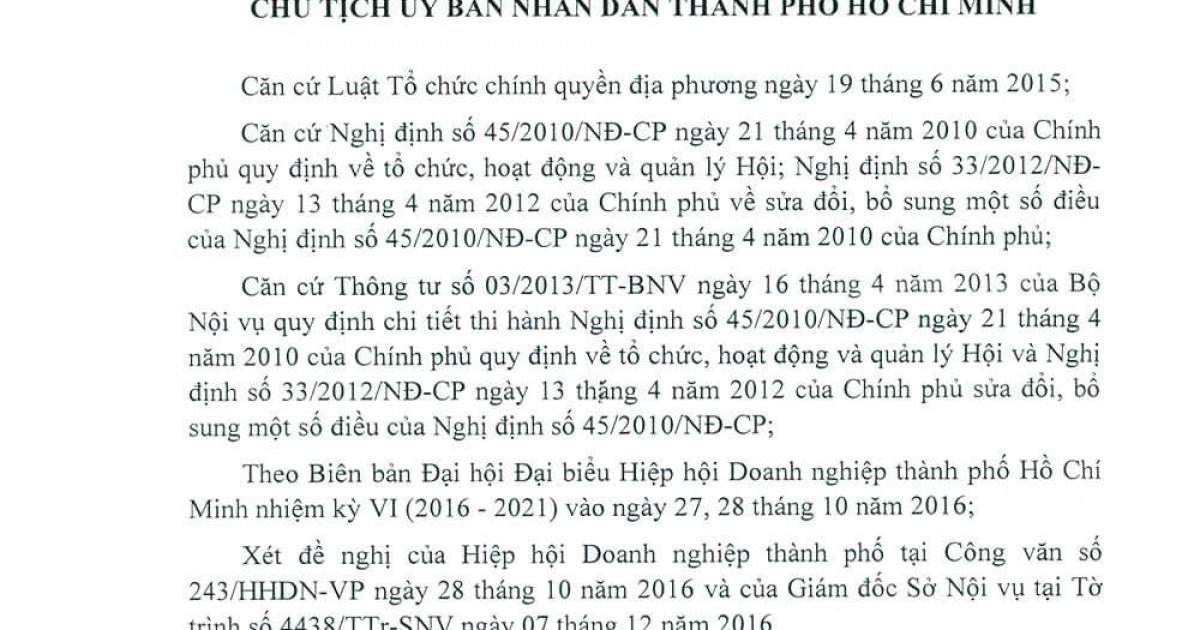 CHỦ TỊCH ỦY BAN NHÂN DÂN THÀNH PHỐ HỒ CHÍ MINH
Căn cứ Luật Tổ chức chính quyền địa phương ngày 19 tháng 6 năm 2015;
Căn cứ Nghị định số 45/2010/NĐ-CP ngày 21 tháng 4 năm 2010 của Chính
phủ quy định về tổ chức, hoạt động và quản lý Hội; Nghị định số 33/2012/NĐ-
CP ngày 13 tháng 4 năm 2012 của Chính phủ về sửa đổi, bổ sung một số điều
của Nghị định số 45/2010/NĐ-CP ngày 21 tháng 4 năm 2010 của Chính phủ;
Căn cứ Thông tư số 03/2013/TT-BNV ngày 16 tháng 4 năm 2013 của Bộ
Nội vụ quy định chi tiết thi hành Nghị định số 45/2010/NĐ-CP ngày 21 tháng 4
năm 2010 của Chính phủ quy định về tổ chức, hoạt động và quản lý Hội và Nghị
định số 33/2012/NĐ-CP ngày 13 tháng 4 năm 2012 của Chính phủ sửa đổi, bổ
sung một số điều của Nghị định số 45/2010/NĐ-CP;
Theo Biên bản Đại hội Đại biểu Hiệp hội Doanh nghiệp thành phố Hồ Chí
Minh nhiệm kỳ VI (2016 - 2021) vào ngày 27, 28 tháng 10 năm 2016;
Xét đề nghị của Hiệp hội Doanh nghiệp thành phố tại Công văn số
243/HHDN-VP ngày 28 tháng 10 năm 2016 và của Giám đốc Sở Nội vụ tại Tờ
trình số 4438/TTr-SNV ngày 07 tháng 12 năm 2016,